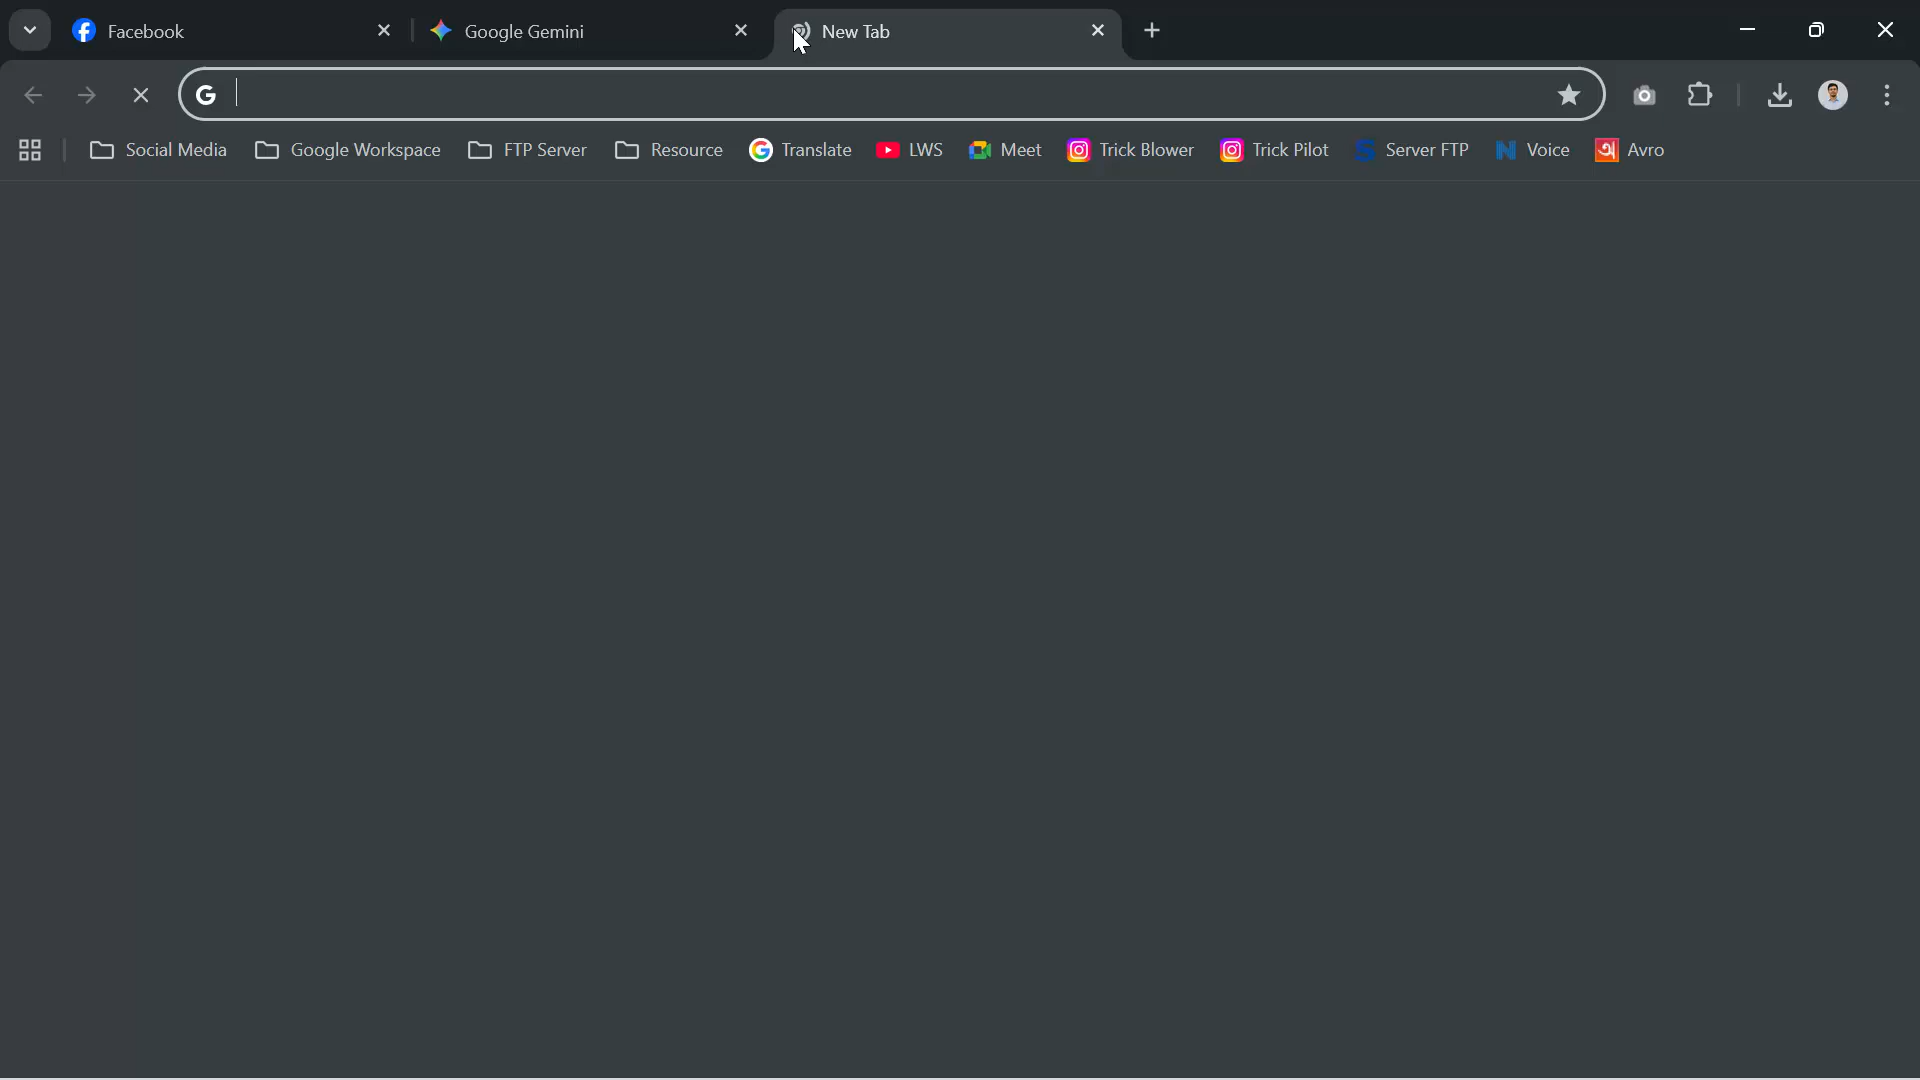 Facebook
Google Gemini
New Tab
Social Media
Google Workspace
FTP Server
Resource
Translate
LWS
Meet
Trick Blower
Trick Pilot
Server FTP
Voice
Avro